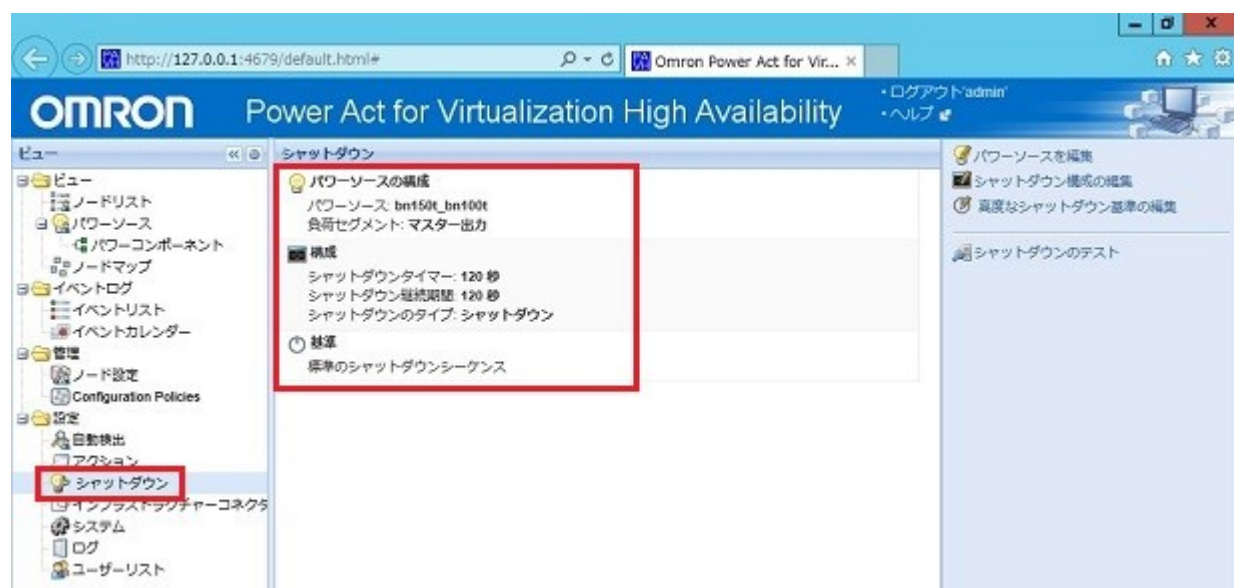 http://127.0.0.1:4679/default.html#
Omron Power Act for Vir...
OMRON
Power Act for Virtualization High Availability
・ログアウト'admin'
・ヘルプ
ビュー
シャットダウン
ビュー
ノードリスト
パワーソース
パワーコンポーネント
ノードマップ
イベントログ
イベントリスト
イベントカレンダー
管理
ノード設定
Configuration Policies
設定
自動検出
アクション
シャットダウン
インフラストラクチャーコネクタ
システム
ログ
ユーザーリスト
パワーソースの構成
パワーソース: bn150t_bn100t
負荷セグメント: マスター出力
構成
シャットダウンタイマー: 120 秒
シャットダウン継続期間: 120 秒
シャットダウンのタイプ: シャットダウン
基準
標準のシャットダウンシーケンス
パワーソースを編集
シャットダウン構成の編集
高度なシャットダウン基準の編集
シャットダウンのテスト